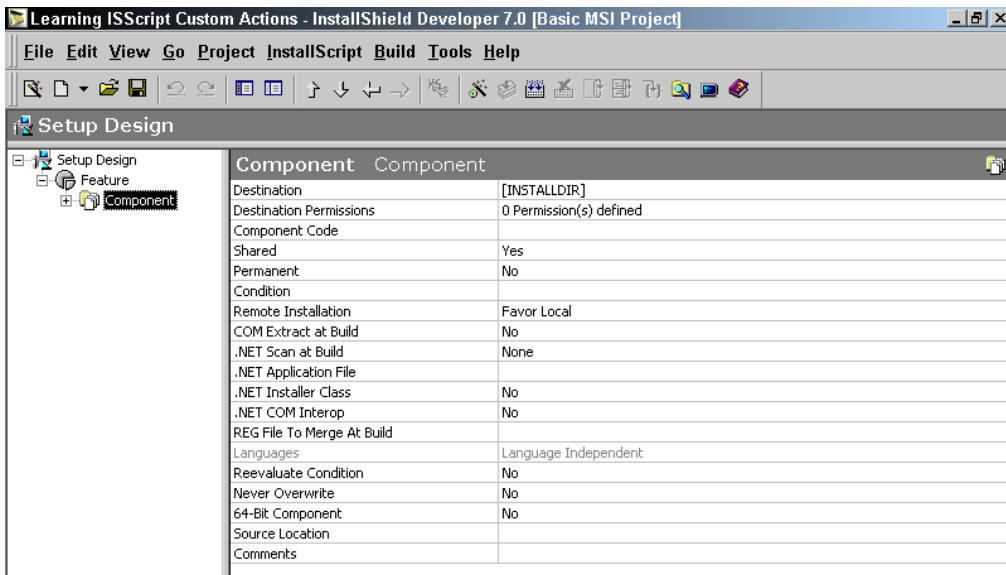 Learning ISScript Custom Actions - InstallShield Developer 7.0 [Basic MSI Project]
File Edit View Go Project InstallScript Build Tools Help
Setup Design
Setup Design
Feature
Component
Component Component
Destination [INSTALLDIR]
Destination Permissions 0 Permission(s) defined
Component Code
Shared Yes
Permanent No
Condition
Remote Installation Favor Local
COM Extract at Build No
.NET Scan at Build None
.NET Application File
.NET Installer Class No
.NET COM Interop No
REG File To Merge At Build
Languages Language Independent
Reevaluate Condition No
Never Overwrite No
64-Bit Component No
Source Location
Comments